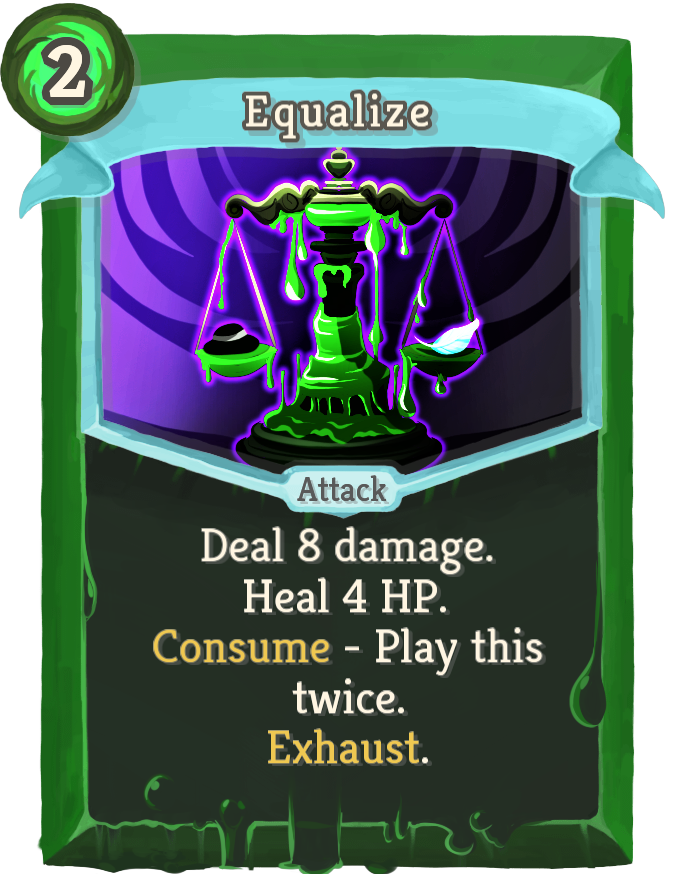 2
Equalize
Attack
Deal 8 damage.
Heal 4 HP.
Consume - Play this
twice.
Exhaust.